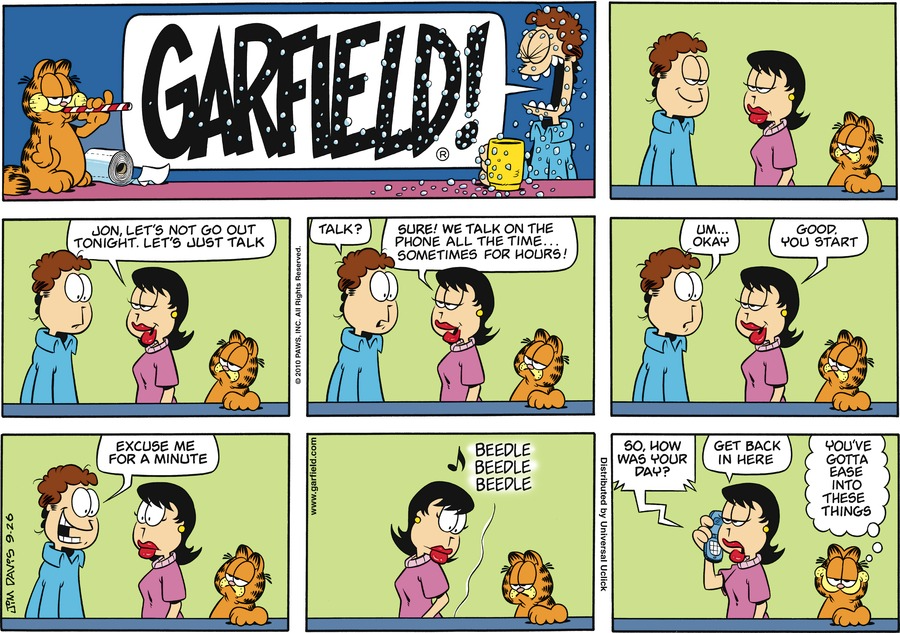 GARFIELD!
®
JON, LET'S NOT GO OUT
TONIGHT. LET'S JUST TALK
© 2010 PAWS, INC. All Rights Reserved.
TALK?
SURE! WE TALK ON THE
PHONE ALL THE TIME...
SOMETIMES FOR HOURS!
UM...
OKAY
GOOD,
YOU START
JIM DAVIS 9·26
EXCUSE ME
FOR A MINUTE
www.garfield.com
BEEDLE
BEEDLE
BEEDLE
Distributed by Universal Uclick
SO, HOW
WAS YOUR
DAY?
GET BACK
IN HERE
YOU'VE
GOTTA
EASE
INTO
THESE
THINGS